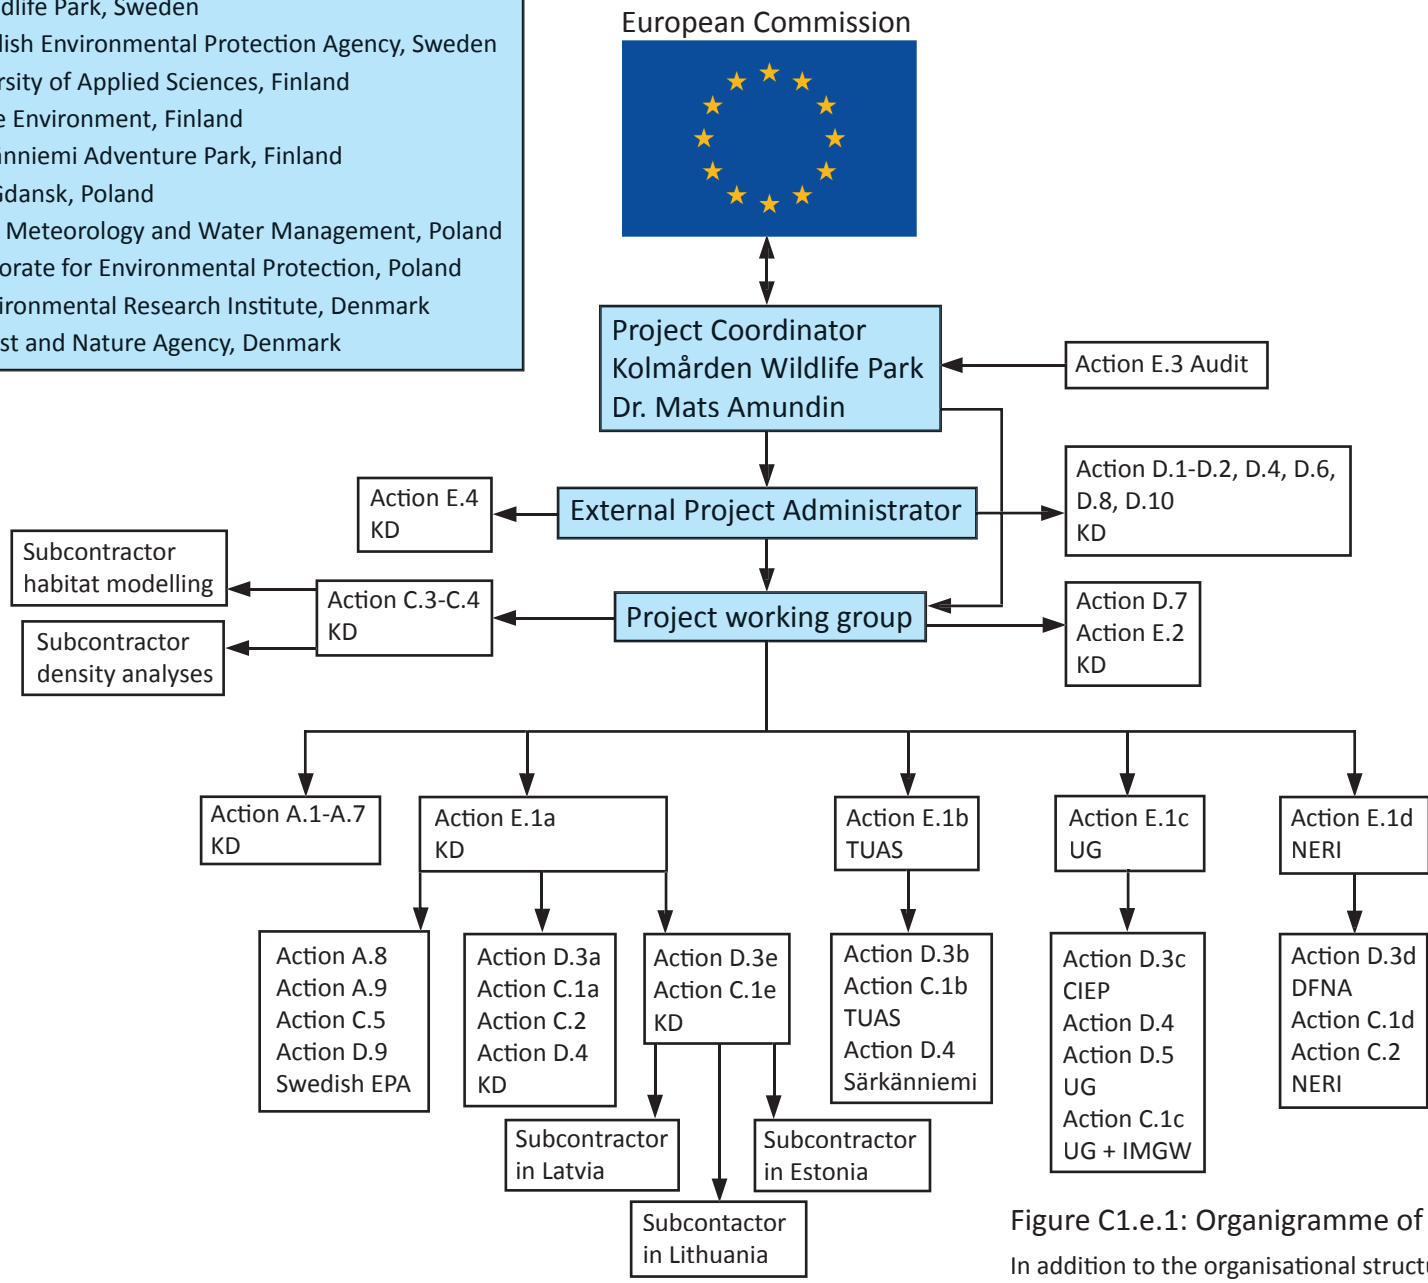 dlife Park, Sweden
lish Environmental Protection Agency, Sweden
rsity of Applied Sciences, Finland
e Environment, Finland
änniemi Adventure Park, Finland
Gdansk, Poland
Meteorology and Water Management, Poland
orate for Environmental Protection, Poland
ironmental Research Institute, Denmark
st and Nature Agency, Denmark
European Commission
Project Coordinator
Kolmården Wildlife Park
Dr. Mats Amundin
Action E.3 Audit
Action E.4
KD
External Project Administrator
Action D.1-D.2, D.4, D.6,
D.8, D.10
KD
Subcontractor
habitat modelling
Subcontractor
density analyses
Action C.3-C.4
KD
Project working group
Action D.7
Action E.2
KD
Action A.1-A.7
KD
Action E.1a
KD
Action E.1b
TUAS
Action E.1c
UG
Action E.1d
NERI
Action A.8
Action A.9
Action C.5
Action D.9
Swedish EPA
Action D.3a
Action C.1a
Action C.2
Action D.4
KD
Action D.3e
Action C.1e
KD
Action D.3b
Action C.1b
TUAS
Action D.4
Särkänniemi
Action D.3c
CIEP
Action D.4
Action D.5
UG
Action C.1c
UG + IMGW
Action D.3d
DFNA
Action C.1d
Action C.2
NERI
Subcontractor
in Latvia
Subcontractor
in Estonia
Subcontactor
in Lithuania
Figure C1.e.1: Organigramme of
In addition to the organisational struct